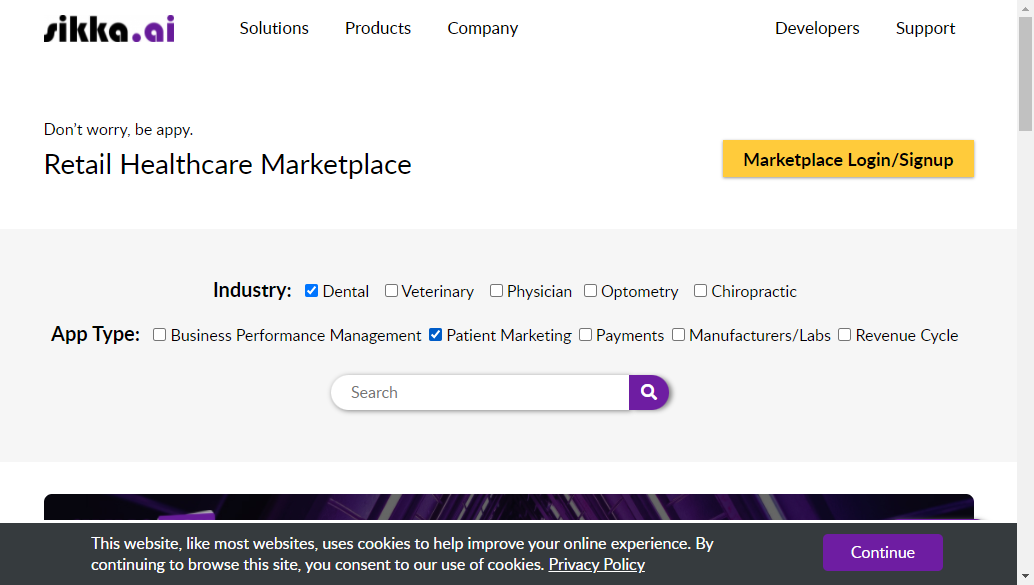 sikka.ai Solutions Products Company Developers Support
Don't worry, be appy.
Retail Healthcare Marketplace
Marketplace Login/Signup
Industry: Dental Veterinary Physician Optometry Chiropractic
App Type: Business Performance Management Patient Marketing Payments Manufacturers/Labs Revenue Cycle
Search
This website, like most websites, uses cookies to help improve your online experience. By
continuing to browse this site, you consent to our use of cookies. Privacy Policy
Continue